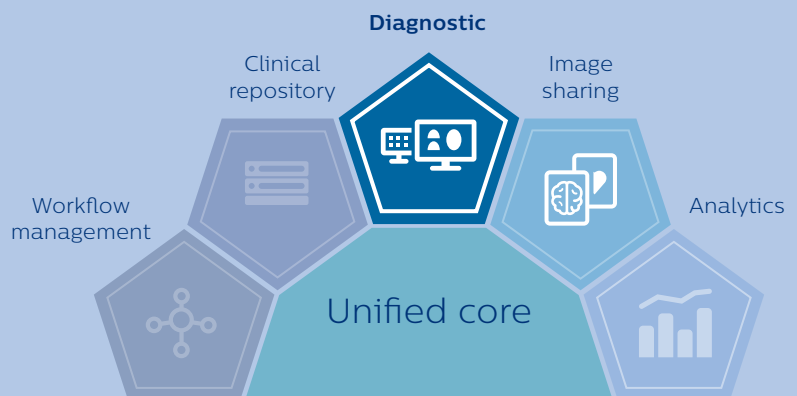 Diagnostic
Clinical
repository
Image
sharing
Workflow
management
Analytics
Unified core